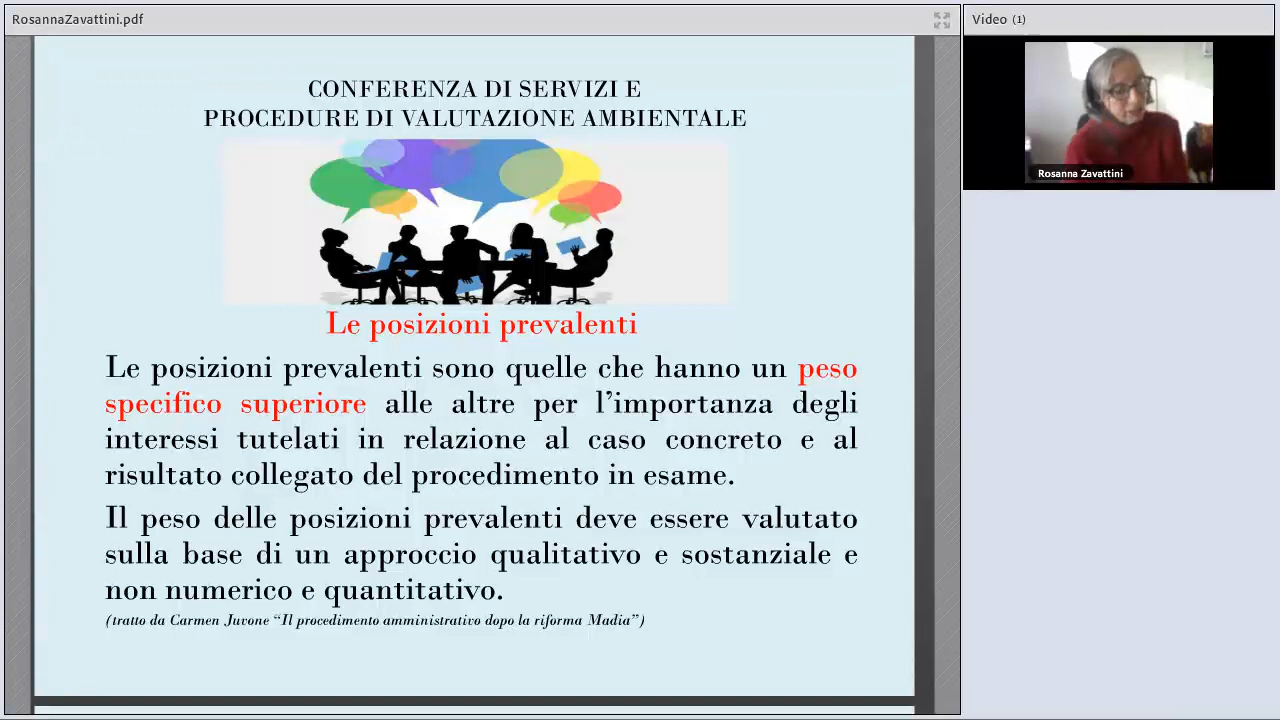 RosannaZavattini.pdf
Video (1)
Rosanna Zavattini
CONFERENZA DI SERVIZI E
PROCEDURE DI VALUTAZIONE AMBIENTALE
Le posizioni prevalenti
Le posizioni prevalenti sono quelle che hanno un peso
specifico superiore alle altre per l’importanza degli
interessi tutelati in relazione al caso concreto e al
risultato collegato del procedimento in esame.
Il peso delle posizioni prevalenti deve essere valutato
sulla base di un approccio qualitativo e sostanziale e
non numerico e quantitativo.
(tratto da Carmen Juvone “Il procedimento amministrativo dopo la riforma Madia”)